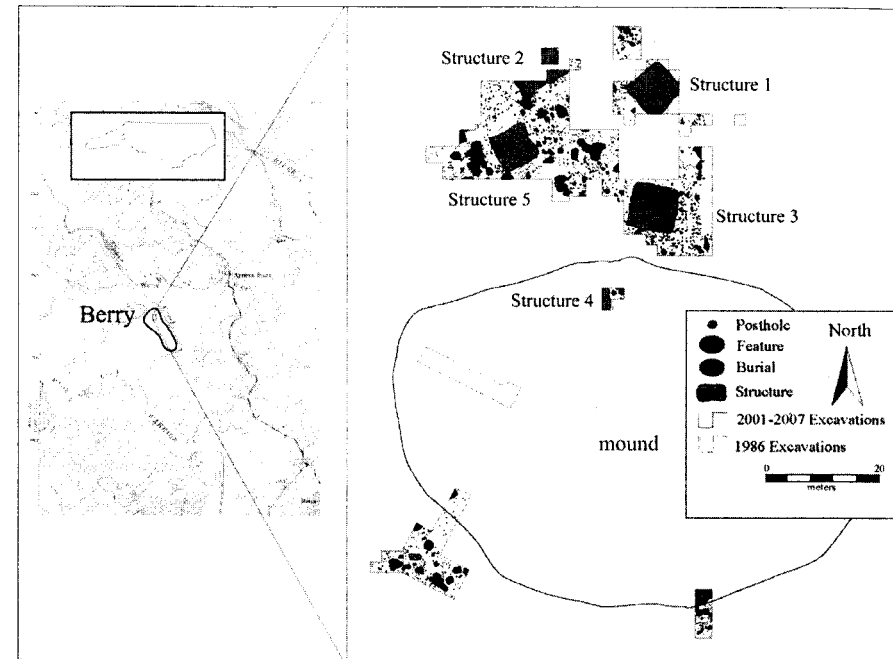 Structure 2
Structure 1
Structure 5
Structure 3
Berry
Structure 4
mound
Posthole
Feature
Burial
Structure
2001-2007 Excavations
1986 Excavations
North
0 20
meters